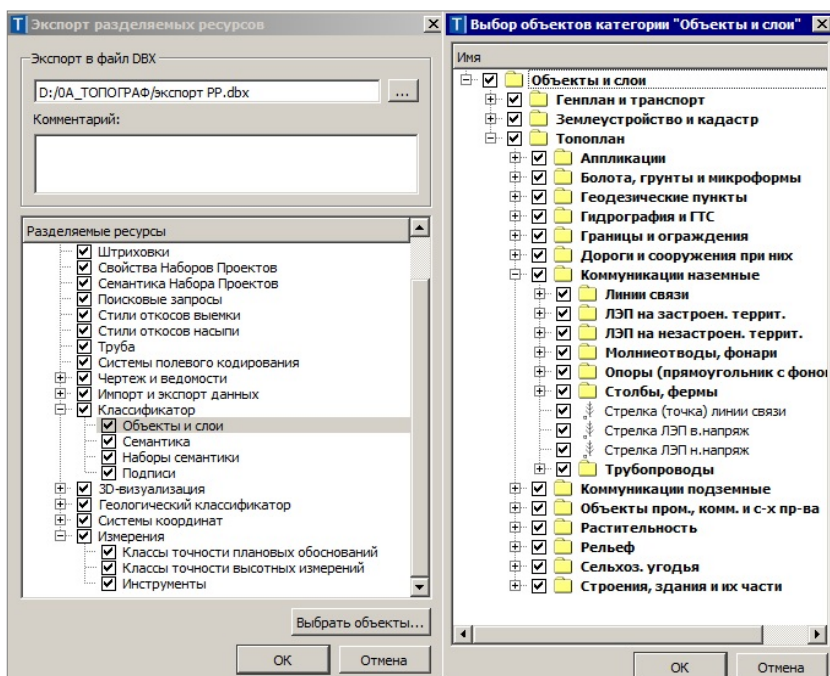 Экспорт разделяемых ресурсов
Экспорт в файл DBX
D:/0A_ТОПОГРАФ/экспорт РР.dbx
...
Комментарий:
Разделяемые ресурсы
Штриховки
Свойства Наборов Проектов
Семантика Набора Проектов
Поисковые запросы
Стили откосов выемки
Стили откосов насыпи
Труба
Системы полевого кодирования
Чертеж и ведомости
Импорт и экспорт данных
Классификатор
Объекты и слои
Семантика
Наборы семантики
Подписи
3D-визуализация
Геологический классификатор
Системы координат
Измерения
Классы точности плановых обоснований
Классы точности высотных измерений
Инструменты
Выбрать объекты...
ОК
Отмена
Выбор объектов категории "Объекты и слои"
Имя
Объекты и слои
Генплан и транспорт
Землеустройство и кадастр
Топоплан
Аппликации
Болота, грунты и микроформы
Геодезические пункты
Гидрография и ГТС
Границы и ограждения
Дороги и сооружения при них
Коммуникации наземные
Линии связи
ЛЭП на застроен. террит.
ЛЭП на незастроен. террит.
Молниеотводы, фонари
Опоры (прямоугольник с фоно
Столбы, фермы
Стрелка (точка) линии связи
Стрелка ЛЭП в.напряж
Стрелка ЛЭП н.напряж
Трубопроводы
Коммуникации подземные
Объекты пром., комм. и с-х пр-ва
Растительность
Рельеф
Сельхоз. угодья
Строения, здания и их части
ОК
Отмена